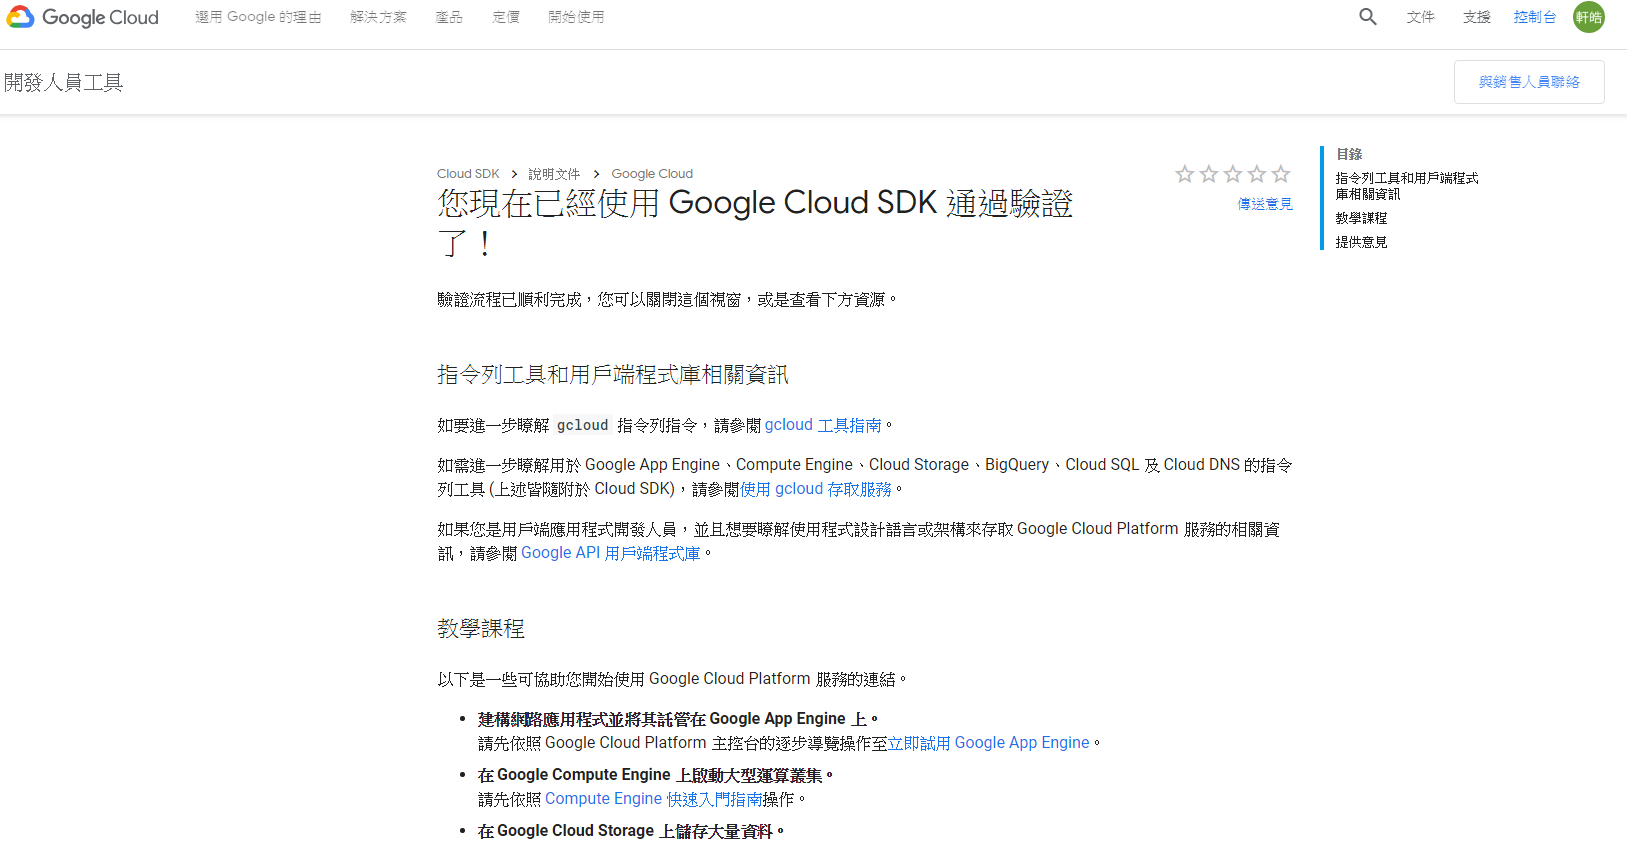 Google Cloud 選用 Google 的理由 解決方案 產品 定價 開始使用 文件 支援 控制台 軒皓
開發人員工具 與銷售人員聯絡
Cloud SDK > 說明文件 > Google Cloud
您現在已經使用 Google Cloud SDK 通過驗證
了！
傳送意見
目錄
指令列工具和用戶端程式
庫相關資訊
教學課程
提供意見
驗證流程已順利完成，您可以關閉這個視窗，或是查看下方資源。
指令列工具和用戶端程式庫相關資訊
如要進一步瞭解 gcloud 指令列指令，請參閱 gcloud 工具指南。
如需進一步瞭解用於 Google App Engine、Compute Engine、Cloud Storage、BigQuery、Cloud SQL 及 Cloud DNS 的指令
列工具 (上述皆隨附於 Cloud SDK)，請參閱使用 gcloud 存取服務。
如果您是用戶端應用程式開發人員，並且想要瞭解使用程式設計語言或架構來存取 Google Cloud Platform 服務的相關資
訊，請參閱 Google API 用戶端程式庫。
教學課程
以下是一些可協助您開始使用 Google Cloud Platform 服務的連結。
• 建構網路應用程式並將其託管在 Google App Engine 上。
請先依照 Google Cloud Platform 主控台的逐步導覽操作至立即試用 Google App Engine。
• 在 Google Compute Engine 上啟動大型運算叢集。
請先依照 Compute Engine 快速入門指南操作。
• 在 Google Cloud Storage 上儲存大量資料。